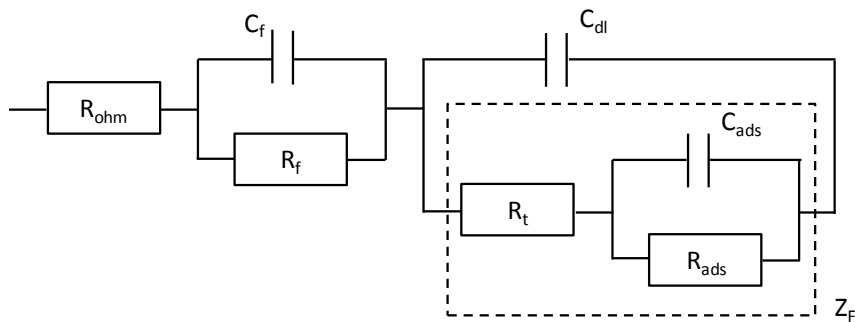 C_f
C_dl
R_ohm
R_f
C_ads
R_t
R_ads
Z_F